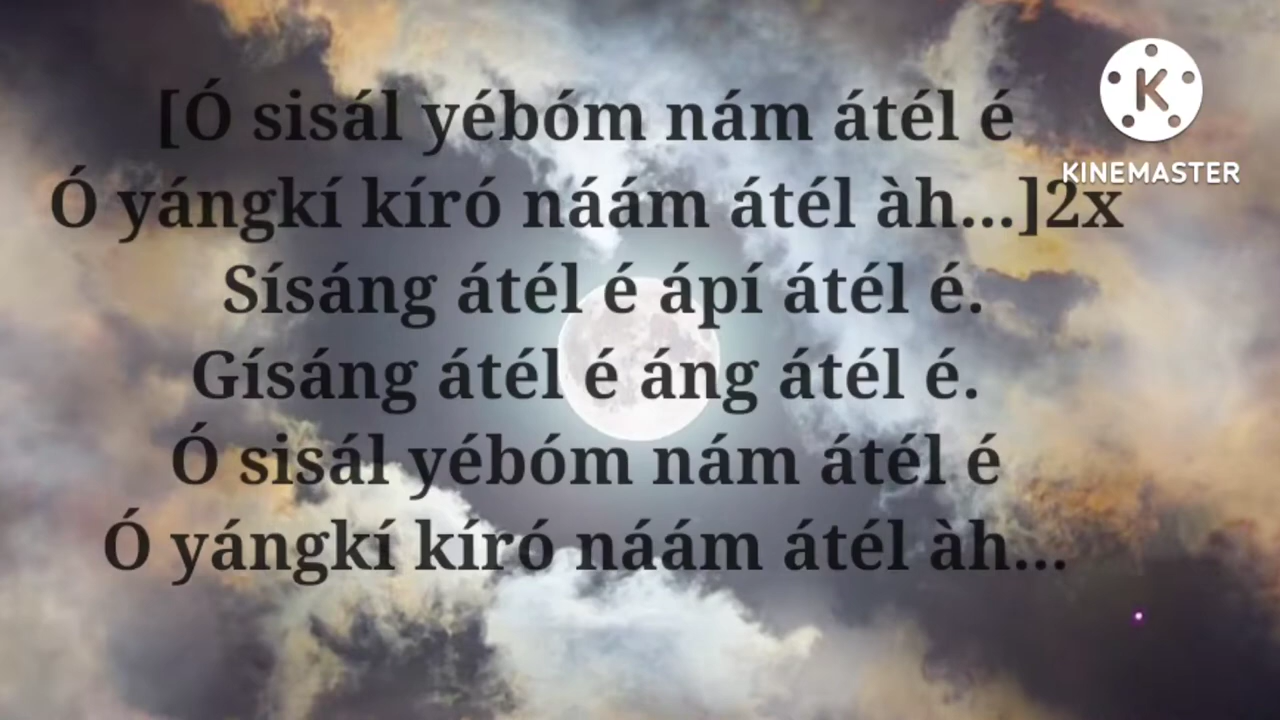 [Ó sisál yébóm nám átél é
KINEMASTER
Ó yángkí kíró náám átél àh...]2x
Sísáng átél é ápí átél é.
Gísáng átél é áng átél é.
Ó sisál yébóm nám átél é
Ó yángkí kíró náám átél àh...